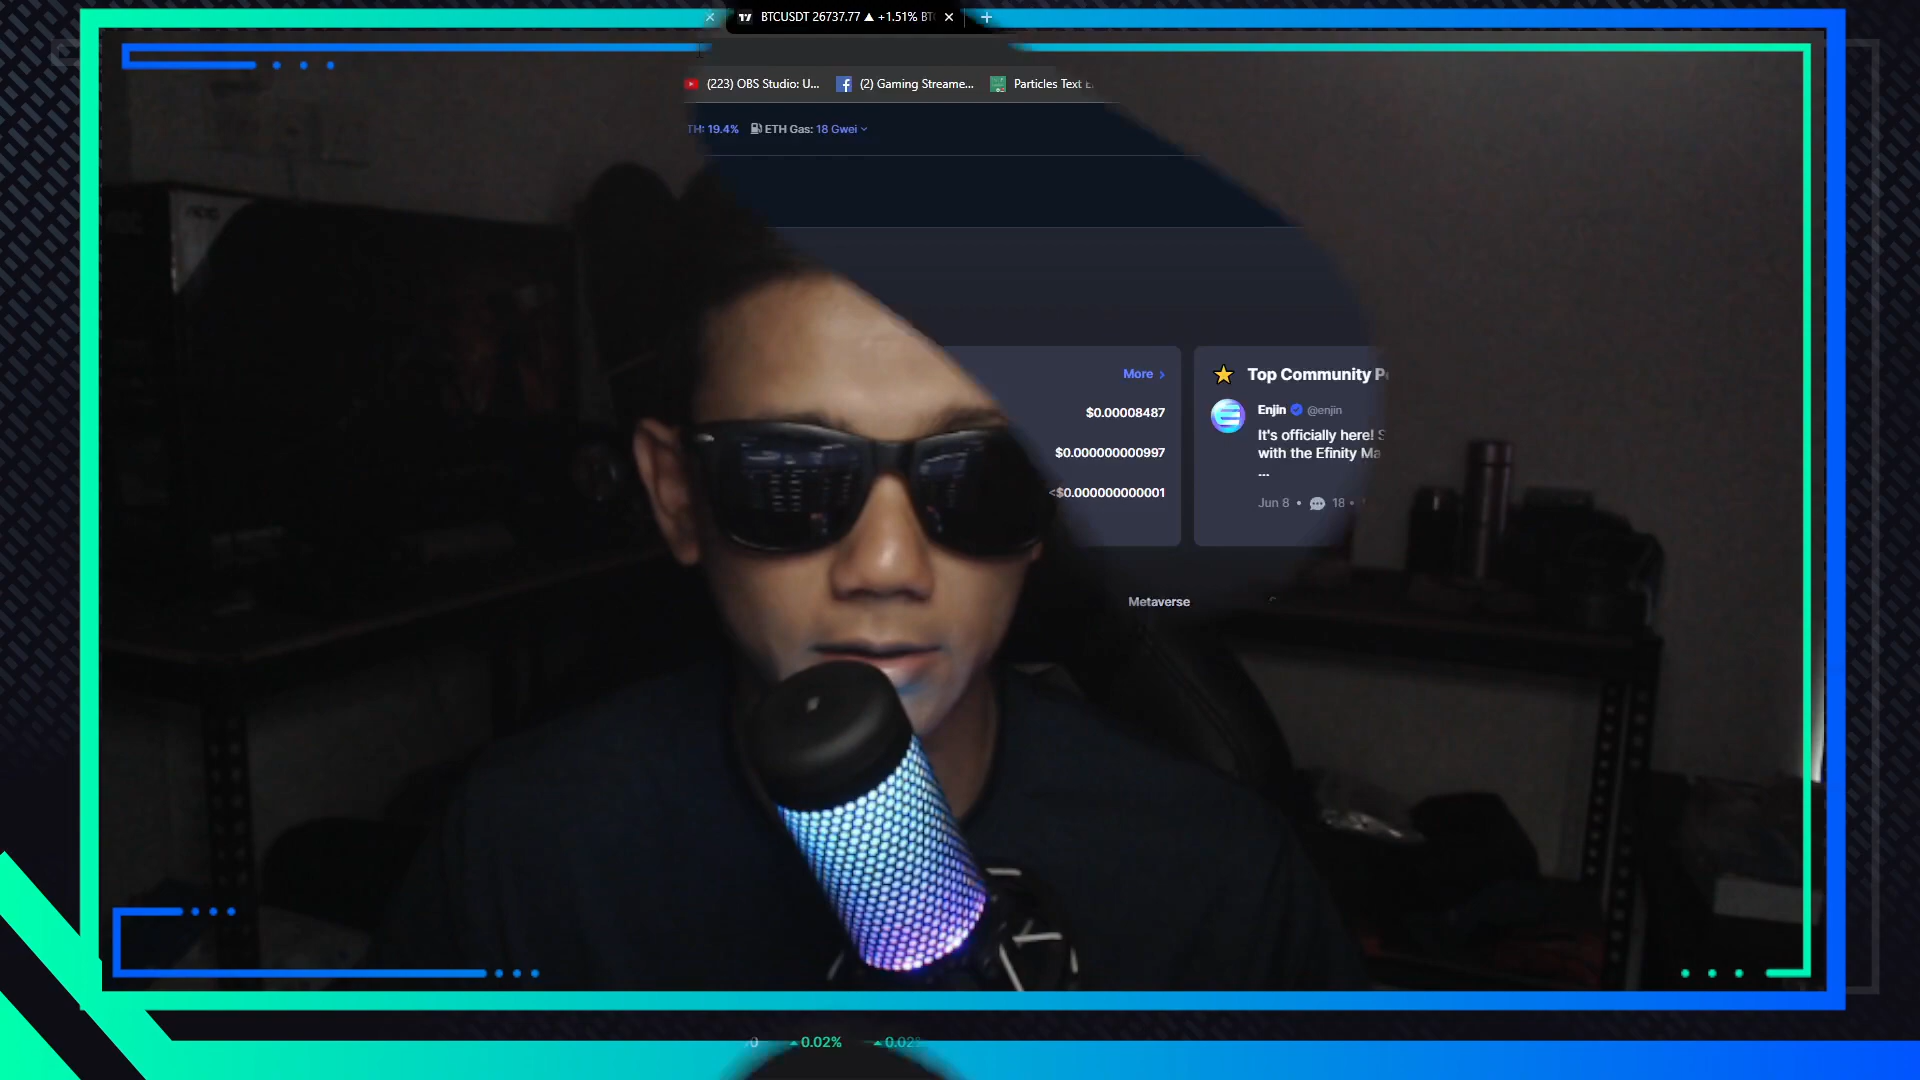 BTCUSDT 26737.77 ▲ +1.51%
(223) OBS Studio: U...
(2) Gaming Streame...
Particles Text
TH: 19.4%
ETH Gas: 18 Gwei
More
$0.00008487
$0.000000000997
<$0.000000000001
Top Community
Enjin @enjin
It's officially here!
with the Efinity
...
Jun 8 • 18 •
Metaverse
▲0.02%